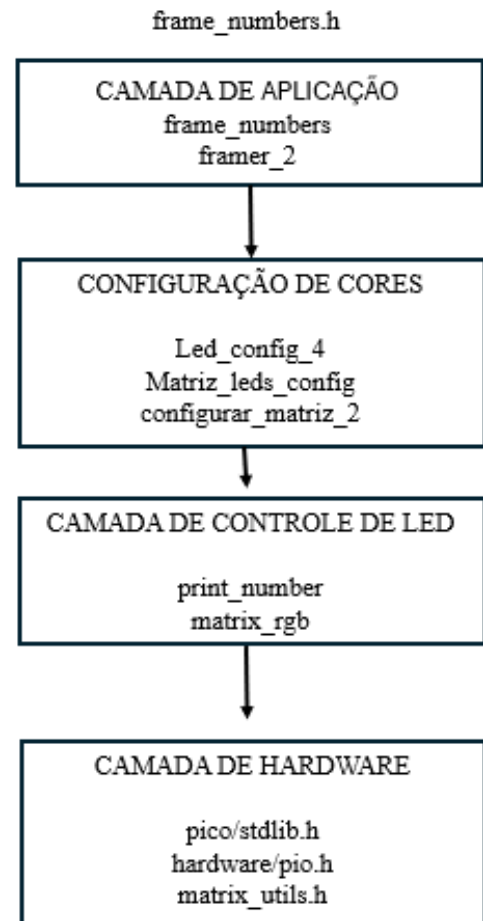 frame_numbers.h
CAMADA DE APLICAÇÃO
frame_numbers
framer_2
CONFIGURAÇÃO DE CORES
Led_config_4
Matriz_leds_config
configurar_matriz_2
CAMADA DE CONTROLE DE LED
print_number
matrix_rgb
CAMADA DE HARDWARE
pico/stdlib.h
hardware/pio.h
matrix_utils.h